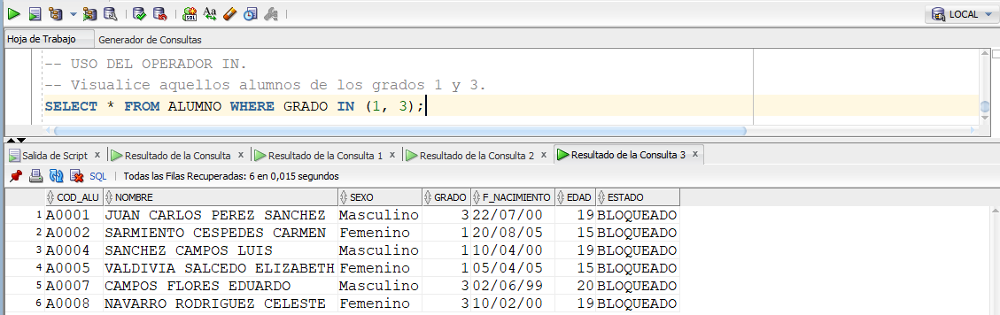 LOCAL
Hoja de Trabajo Generador de Consultas
-- USO DEL OPERADOR IN.
-- Visualice aquellos alumnos de los grados 1 y 3.
SELECT * FROM ALUMNO WHERE GRADO IN (1, 3);
Salida de Script x Resultado de la Consulta x Resultado de la Consulta 1 x Resultado de la Consulta 2 x Resultado de la Consulta 3 x
SQL | Todas las Filas Recuperadas: 6 en 0,015 segundos
COD_ALU NOMBRE SEXO GRADO F_NACIMIENTO EDAD ESTADO
1 A0001 JUAN CARLOS PEREZ SANCHEZ Masculino 3 22/07/00 19 BLOQUEADO
2 A0002 SARMIENTO CESPEDES CARMEN Femenino 1 20/08/05 15 BLOQUEADO
3 A0004 SANCHEZ CAMPOS LUIS Masculino 1 10/04/00 19 BLOQUEADO
4 A0005 VALDIVIA SALCEDO ELIZABETH Femenino 1 05/04/05 15 BLOQUEADO
5 A0007 CAMPOS FLORES EDUARDO Masculino 3 02/06/99 20 BLOQUEADO
6 A0008 NAVARRO RODRIGUEZ CELESTE Femenino 3 10/02/00 19 BLOQUEADO